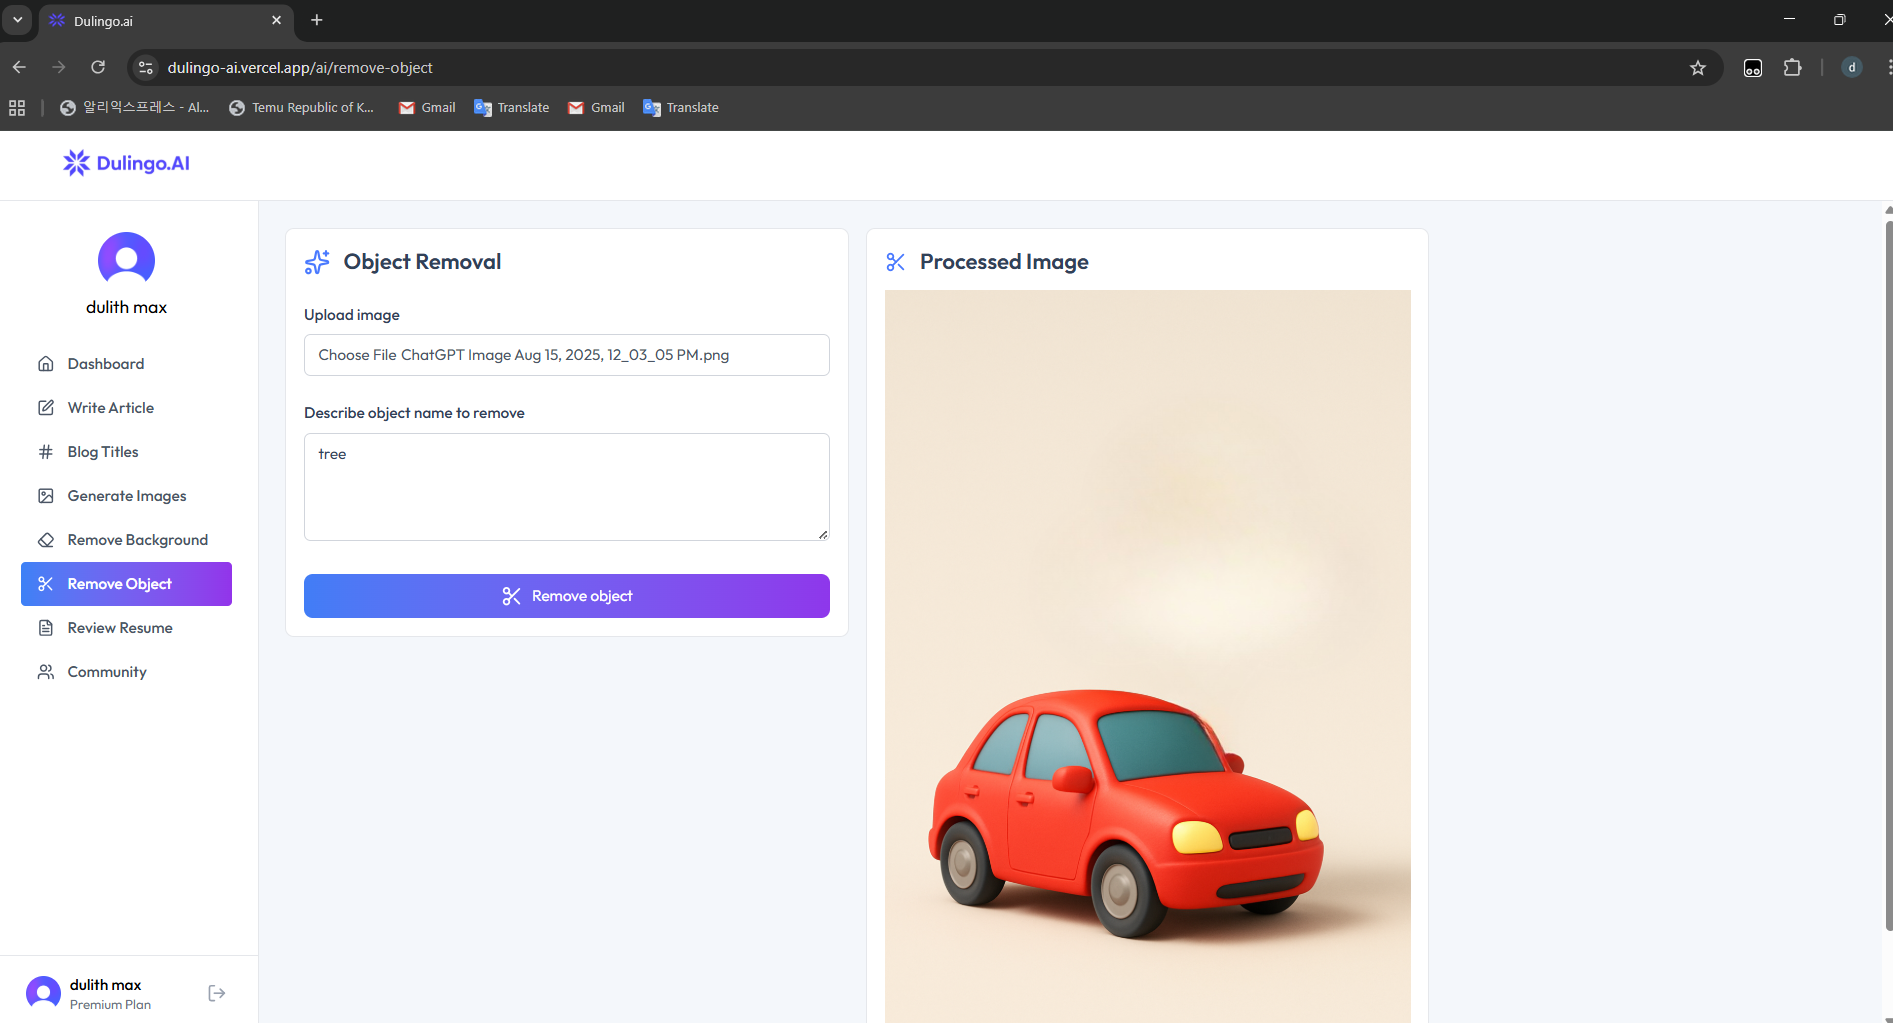 Dulingo.ai
dulingo-ai.vercel.app/ai/remove-object
d
알리익스프레스 - Al...
Temu Republic of K...
Gmail
Translate
Gmail
Translate
Dulingo.AI
dulith max
Dashboard
Write Article
Blog Titles
Generate Images
Remove Background
Remove Object
Review Resume
Community
dulith max
Premium Plan
Object Removal
Upload image
Choose File ChatGPT Image Aug 15, 2025, 12_03_05 PM.png
Describe object name to remove
tree
Remove object
Processed Image